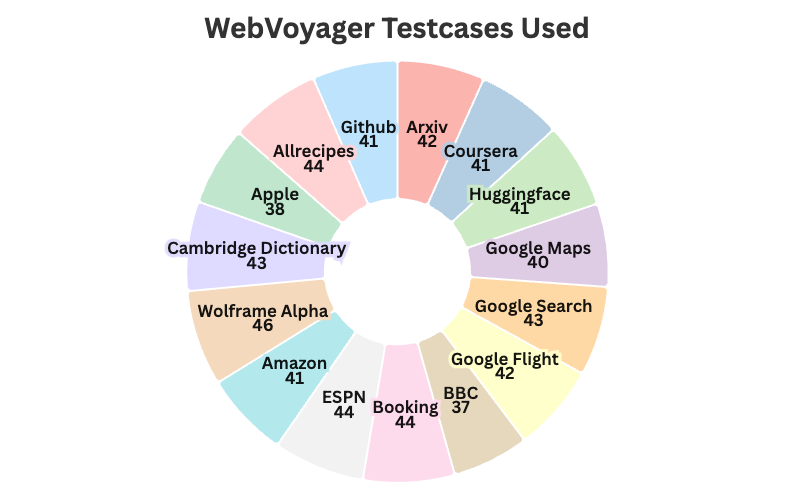 WebVoyager Testcases Used
Github
41
Arxiv
42
Coursera
41
Huggingface
41
Google Maps
40
Google Search
43
Google Flight
42
BBC
37
Booking
44
ESPN
44
Amazon
41
Wolframe Alpha
46
Cambridge Dictionary
43
Apple
38
Allrecipes
44